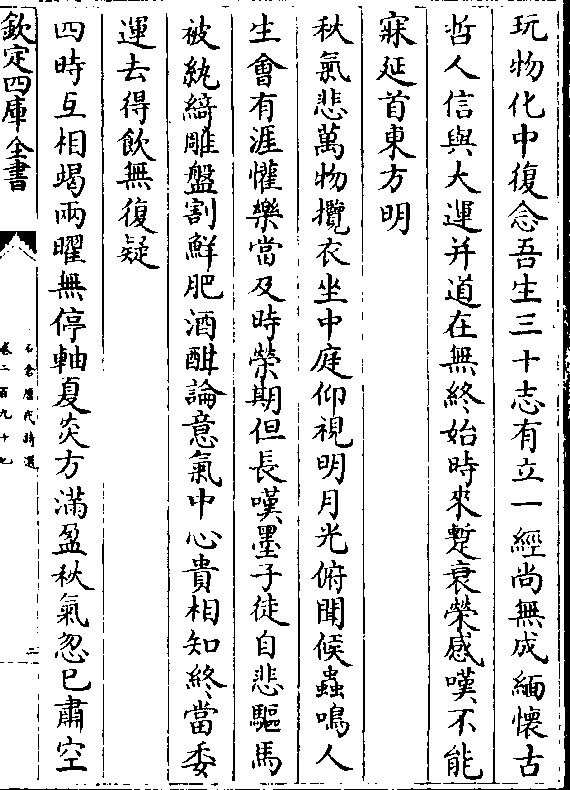 玩物化中復念吾生三十志有立一經尚無成緬懷古
哲人信與大運并道在無終始時來蹔衰榮感嘆不能
寐延首東方明
秋氣悲萬物攬衣坐中庭仰視明月光俯聞候蟲鳴人
生會有涯懽樂當及時榮期但長嘆墨子徒自悲驅馬
被紈綺雕盤割鮮肥酒酣論意氣中心貴相知終當委
運去得飲無復疑
四時互相蝎兩曜無停軸夏炎方滿盈秋氣忽已肅空
欽定四庫全書
石倉歷代詩選
卷二百九十七
二